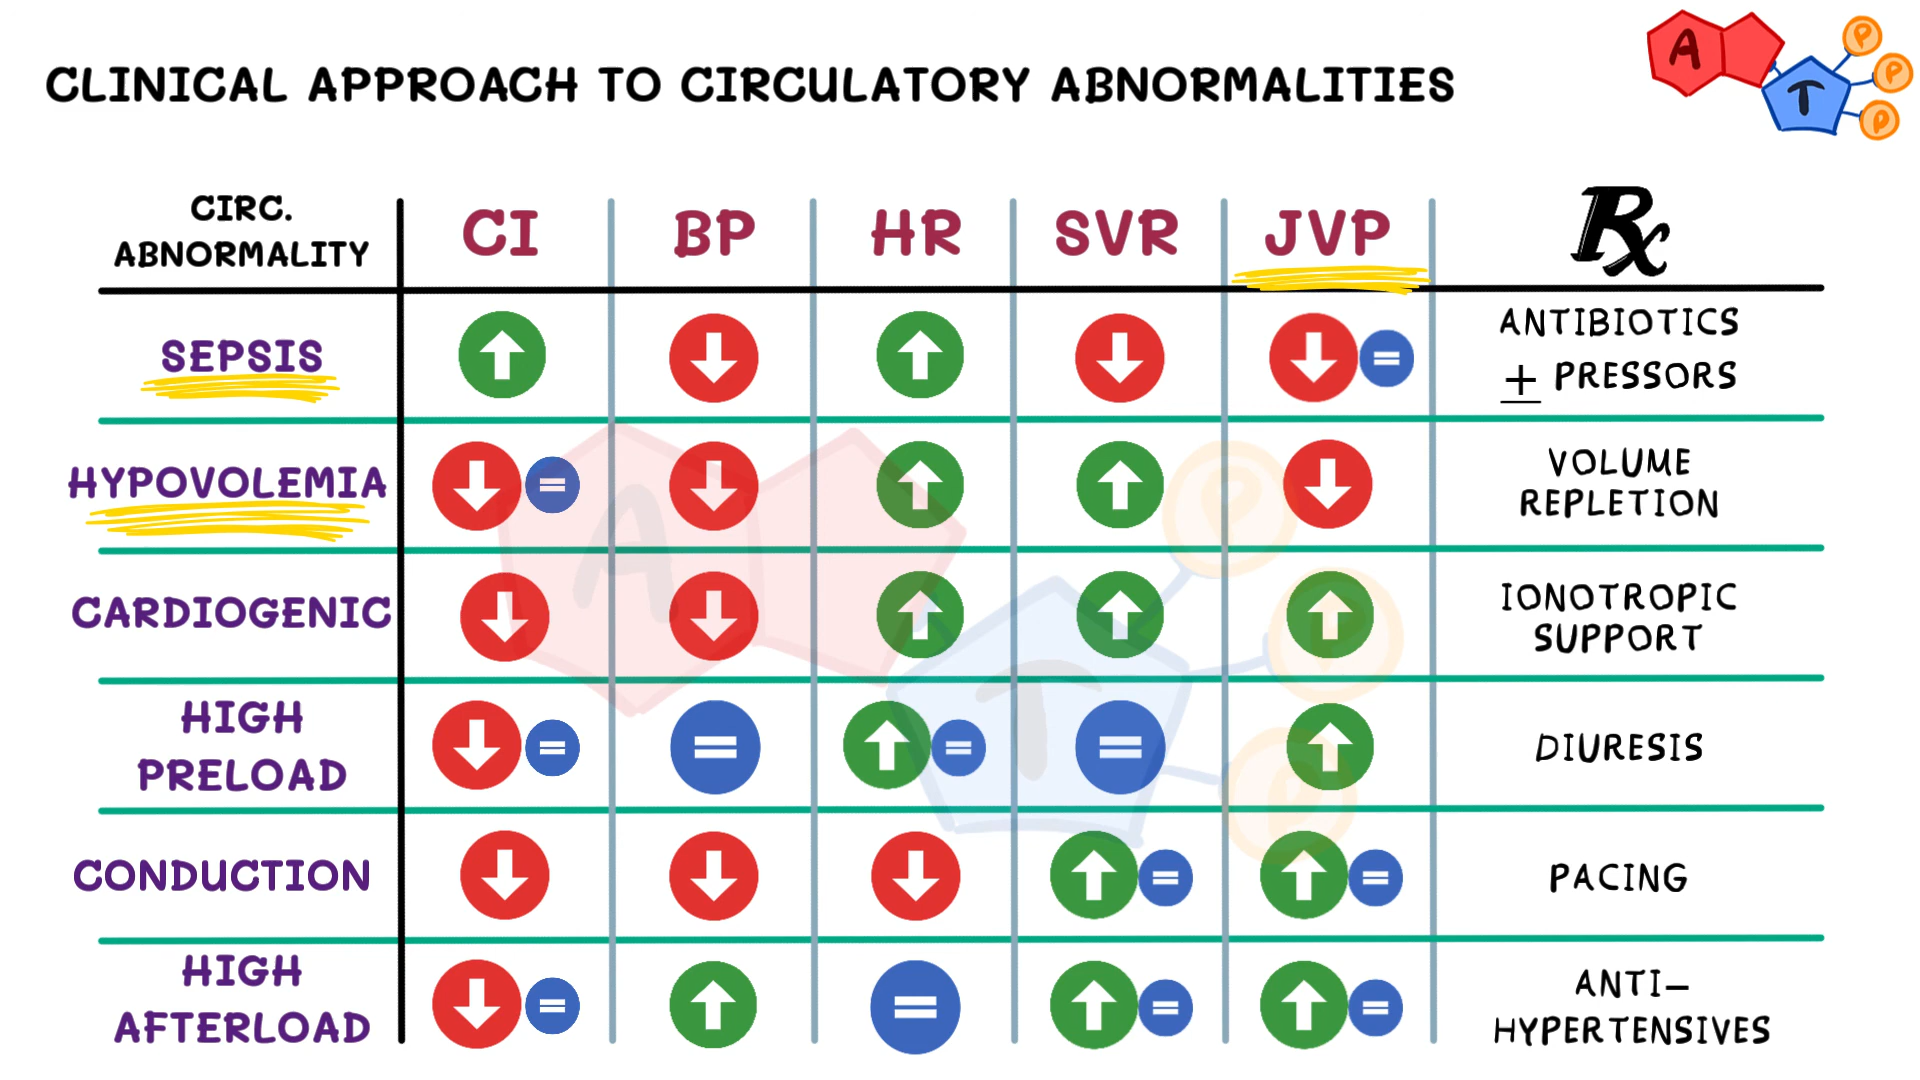 CLINICAL APPROACH TO CIRCULATORY ABNORMALITIES
A
T
P
P
P
CIRC.
ABNORMALITY
CI
BP
HR
SVR
JVP
Rx
SEPSIS
↑
↓
↑
↓
↓ =
ANTIBIOTICS
± PRESSORS
HYPOVOLEMIA
↓ =
↓
↑
↑
↓
VOLUME
REPLETION
CARDIOGENIC
↓
↓
↑
↑
↑
IONOTROPIC
SUPPORT
HIGH
PRELOAD
↓ =
=
↑ =
=
↑
DIURESIS
CONDUCTION
↓
↓
↓
↑ =
↑ =
PACING
HIGH
AFTERLOAD
↓ =
↑
=
↑ =
↑ =
ANTI–
HYPERTENSIVES
A
T
P
P
P